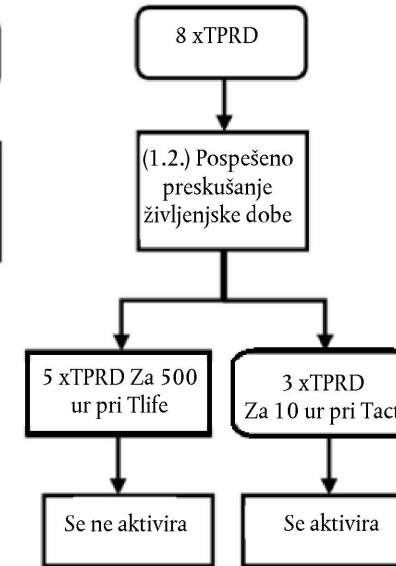 8 xTPRD
(1.2.) Pospešeno
preskušanje
življenjske dobe
5 xTPRD Za 500
ur pri Tlife
3 xTPRD
Za 10 ur pri Tact
Se ne aktivira
Se aktivira